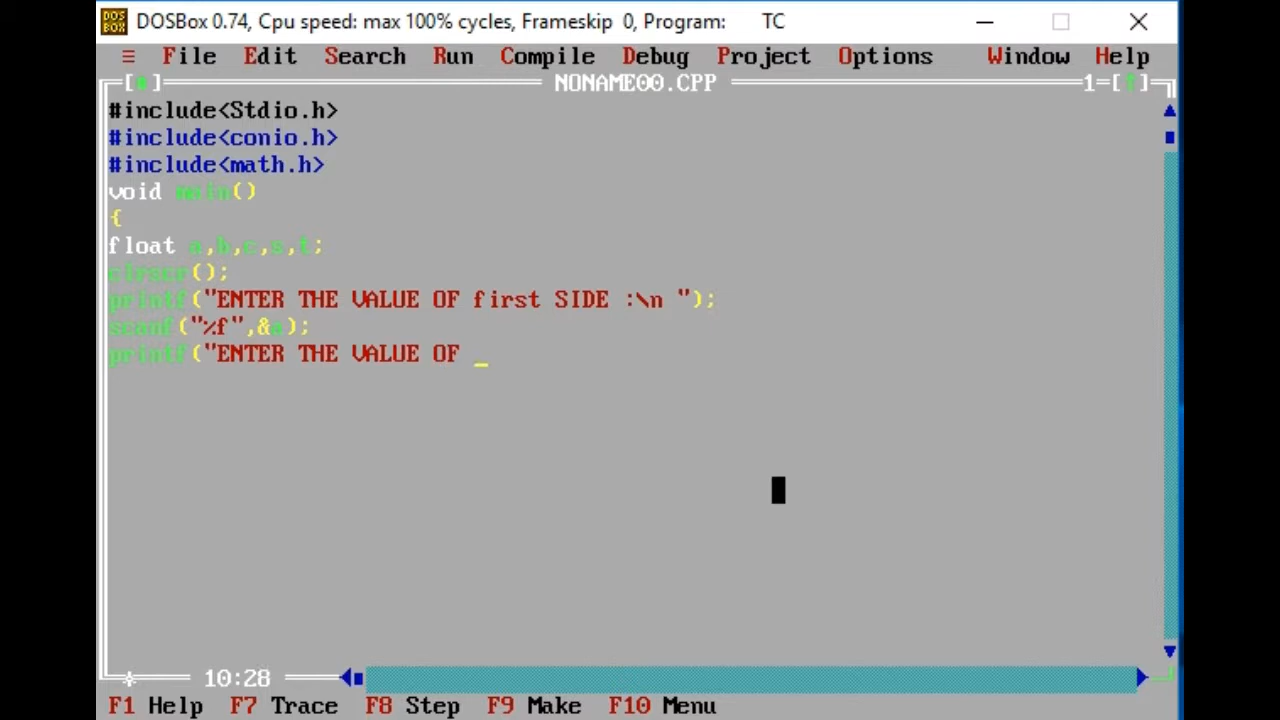 DOSBox 0.74, Cpu speed: max 100% cycles, Frameskip 0, Program: TC
≡ File Edit Search Run Compile Debug Project Options Window Help
[■] NONAME00.CPP 1=[↑]
#include<Stdio.h>
#include<conio.h>
#include<math.h>
void main()
{
float a,b,c,s,t;
clrscr();
printf("ENTER THE VALUE OF first SIDE :\n ");
scanf("%f",&a);
printf("ENTER THE VALUE OF _
10:28
F1 Help F7 Trace F8 Step F9 Make F10 Menu